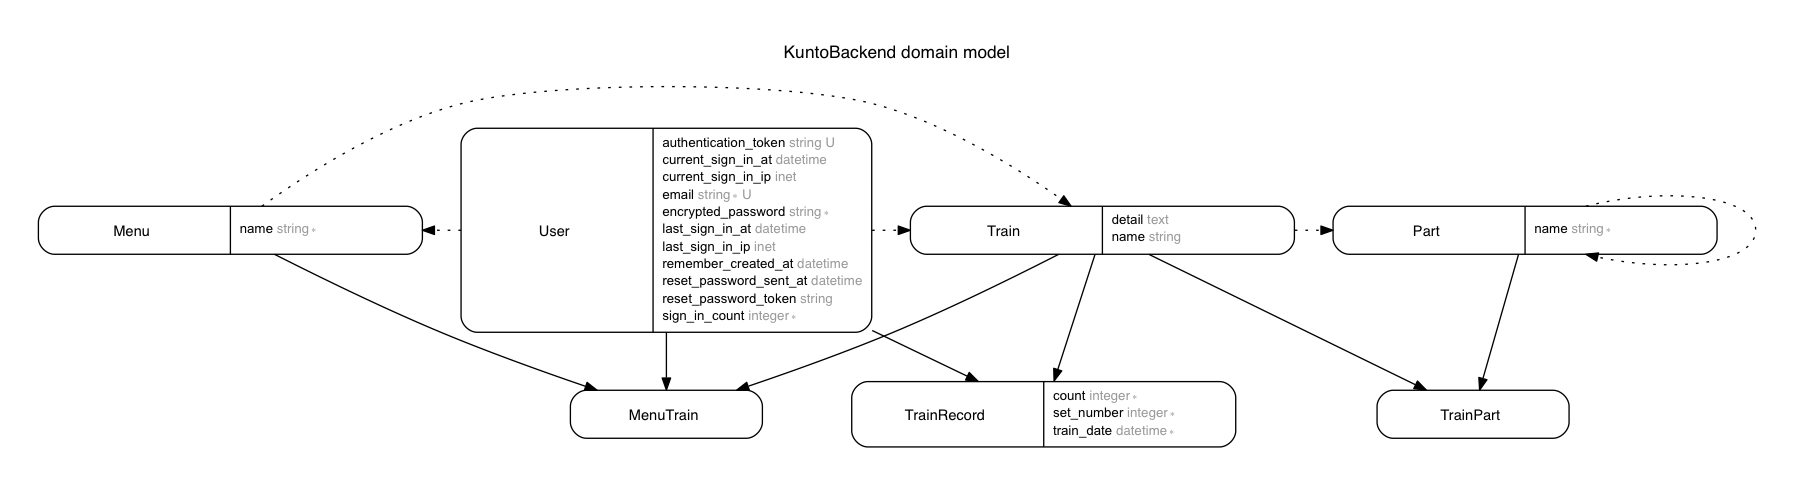 KuntoBackend domain model
Menu
name string ∗
User
authentication_token string U
current_sign_in_at datetime
current_sign_in_ip inet
email string ∗ U
encrypted_password string ∗
last_sign_in_at datetime
last_sign_in_ip inet
remember_created_at datetime
reset_password_sent_at datetime
reset_password_token string
sign_in_count integer ∗
Train
detail text
name string
Part
name string ∗
MenuTrain
TrainRecord
count integer ∗
set_number integer ∗
train_date datetime ∗
TrainPart